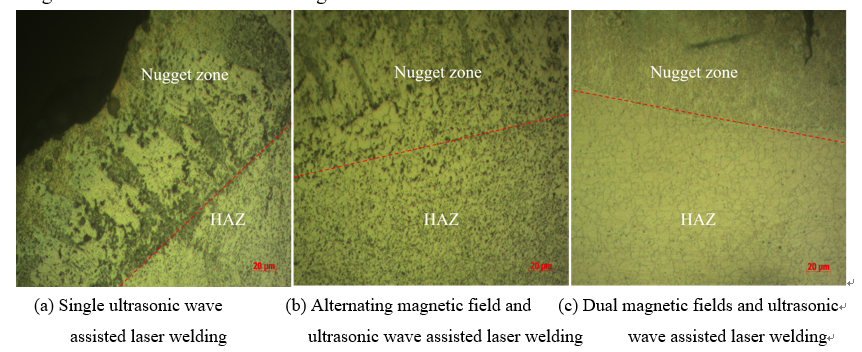 Nugget zone
HAZ
20 μm
Nugget zone
HAZ
20 μm
Nugget zone
HAZ
20 μm
(a) Single ultrasonic wave
assisted laser welding
(b) Alternating magnetic field and
ultrasonic wave assisted laser welding
(c) Dual magnetic fields and ultrasonic
wave assisted laser welding